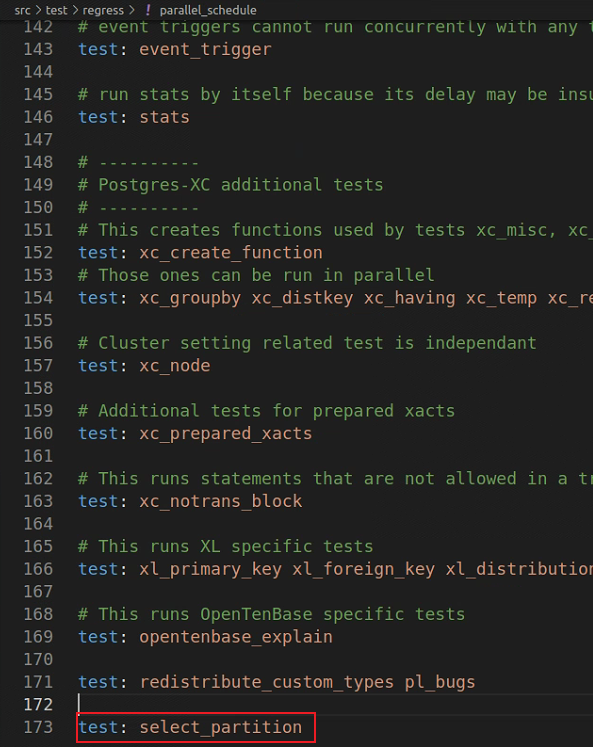 src > test > regress > ! parallel_schedule
142 # event triggers cannot run concurrently with any
143 test: event_trigger
144
145 # run stats by itself because its delay may be
146 test: stats
147
148 # ----------
149 # Postgres-XC additional tests
150 # ----------
151 # This creates functions used by tests xc_misc, xc_
152 test: xc_create_function
153 # Those ones can be run in parallel
154 test: xc_groupby xc_distkey xc_having xc_temp xc_re
155
156 # Cluster setting related test is independant
157 test: xc_node
158
159 # Additional tests for prepared xacts
160 test: xc_prepared_xacts
161
162 # This runs statements that are not allowed in a
163 test: xc_notrans_block
164
165 # This runs XL specific tests
166 test: xl_primary_key xl_foreign_key xl_distribution
167
168 # This runs OpenTenBase specific tests
169 test: opentenbase_explain
170
171 test: redistribute_custom_types pl_bugs
172
173 test: select_partition